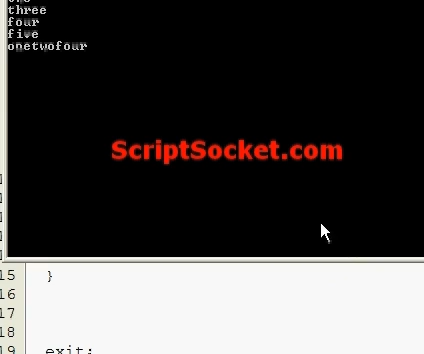 three
four
five
onetwofour
ScriptSocket.com
15 }
16
17
18
19 exit;